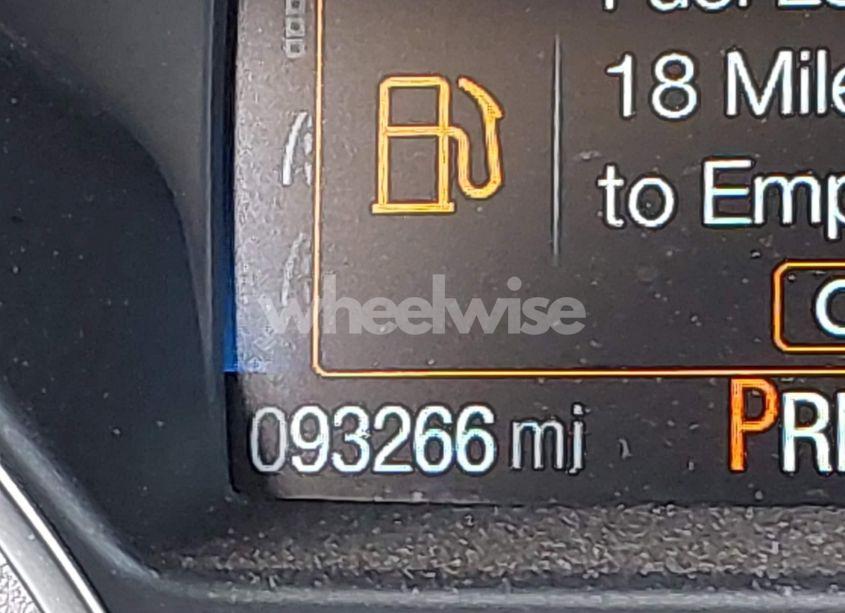 18 Mile
to Emp
wheelwise
093266 mi
PR